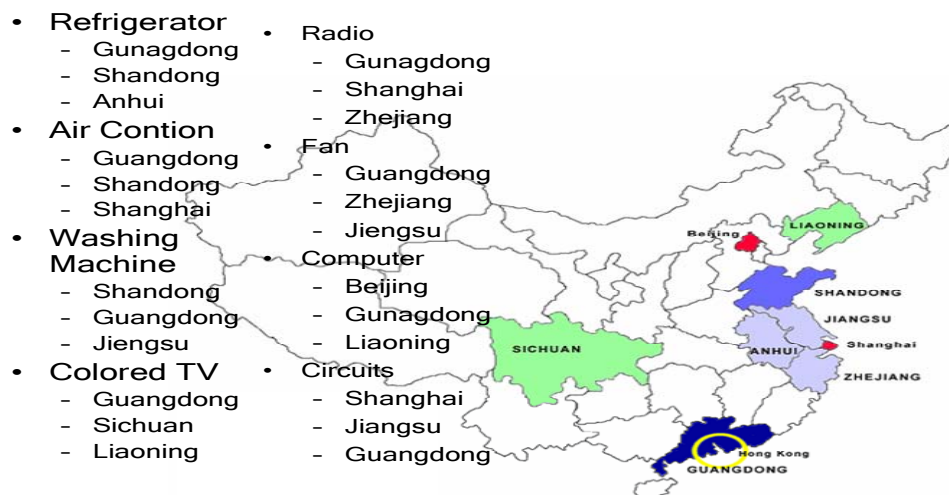 • Refrigerator
- Gunagdong
- Shandong
- Anhui
• Air Contion
- Guangdong
- Shandong
- Shanghai
• Washing
Machine
- Shandong
- Guangdong
- Jiengsu
• Colored TV
- Guangdong
- Sichuan
- Liaoning
• Radio
- Gunagdong
- Shanghai
- Zhejiang
• Fan
- Guangdong
- Zhejiang
- Jiengsu
• Computer
- Beijing
- Gunagdong
- Liaoning
• Circuits
- Shanghai
- Jiangsu
- Guangdong
LIAONING
Beijing
SHANDONG
JIANGSU
Shanghai
ANHUI
SICHUAN
ZHEJIANG
Hong Kong
GUANGDONG